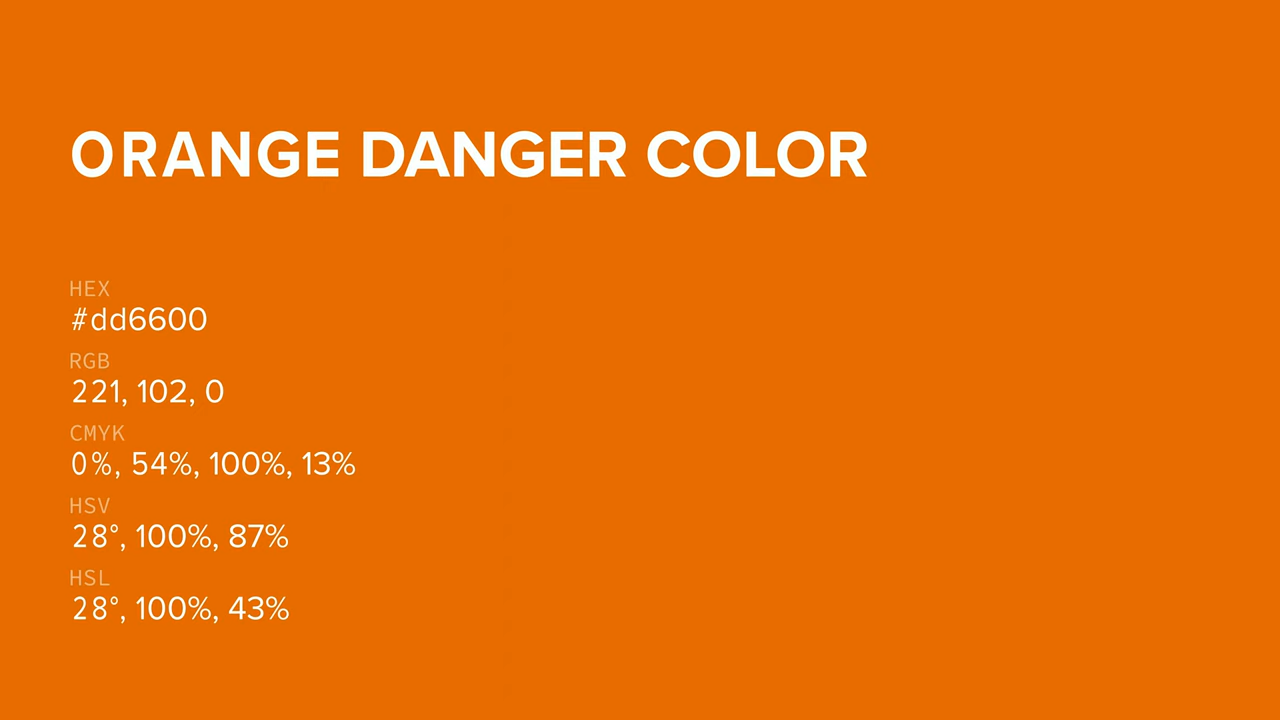 ORANGE DANGER COLOR
HEX
#dd6600
RGB
221, 102, 0
CMYK
0%, 54%, 100%, 13%
HSV
28°, 100%, 87%
HSL
28°, 100%, 43%